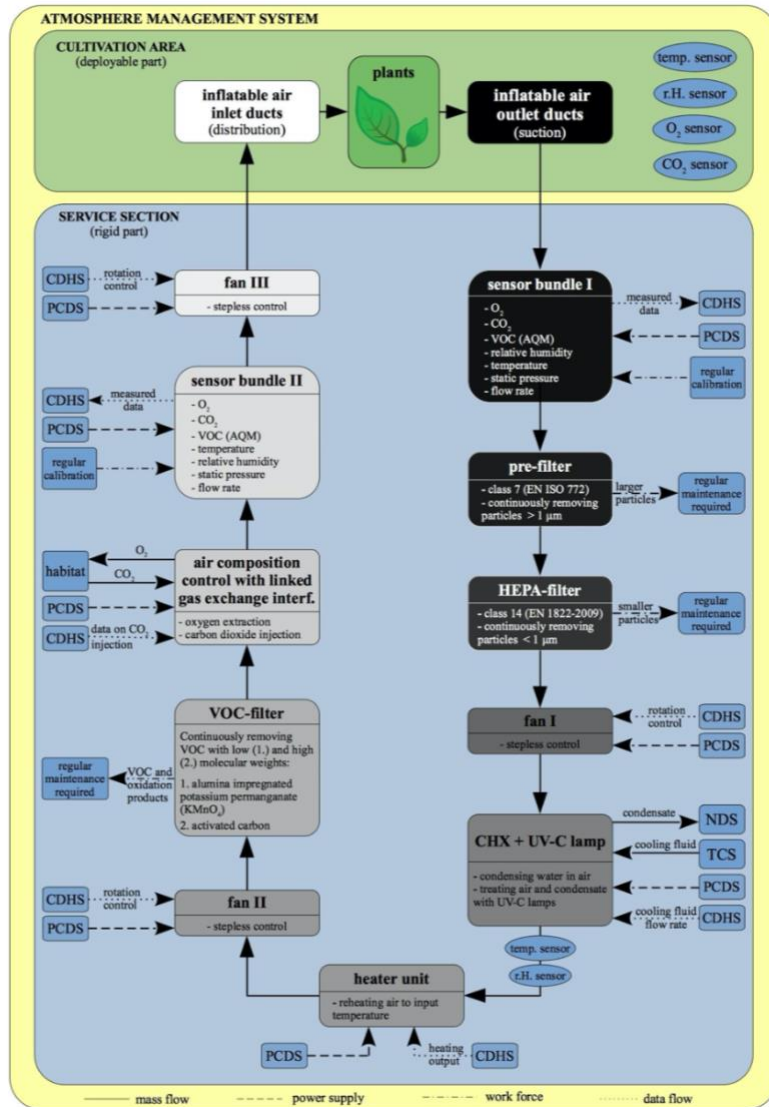 ATMOSPHERE MANAGEMENT SYSTEM
CULTIVATION AREA
(deployable part)
inflatable air
inlet ducts
(distribution)
plants
inflatable air
outlet ducts
(suction)
temp. sensor
r.H. sensor
O₂ sensor
CO₂ sensor
SERVICE SECTION
(rigid part)
CDHS
rotation
control
PCDS
fan III
- stepless control
CDHS
measured
data
PCDS
regular
calibration
sensor bundle II
- O₂
- CO₂
- VOC (AQM)
- temperature
- relative humidity
- static pressure
- flow rate
habitat
O₂
CO₂
PCDS
CDHS
data on CO₂
injection
air composition
control with linked
gas exchange interf.
- oxygen extraction
- carbon dioxide injection
VOC-filter
Continuously removing
VOC with low (1.) and high
(2.) molecular weights:
1. alumina impregnated
potassium permanganate
(KMnO₄)
2. activated carbon
regular
maintenance
required
VOC and
oxidation
products
CDHS
rotation
control
PCDS
fan II
- stepless control
sensor bundle I
- O₂
- CO₂
- VOC (AQM)
- relative humidity
- temperature
- static pressure
- flow rate
measured
data
CDHS
PCDS
regular
calibration
pre-filter
- class 7 (EN ISO 772)
- continuously removing
particles > 1 µm
larger
particles
regular
maintenance
required
HEPA-filter
- class 14 (EN 1822-2009)
- continuously removing
particles < 1 µm
smaller
particles
regular
maintenance
required
fan I
- stepless control
rotation
control
CDHS
PCDS
CHX + UV-C lamp
- condensing water in air
- treating air and condensate
with UV-C lamps
condensate
NDS
cooling fluid
TCS
PCDS
cooling fluid
flow rate
CDHS
temp. sensor
r.H. sensor
heater unit
- reheating air to input
temperature
PCDS
heating
output
CDHS
mass flow
power supply
work force
data flow